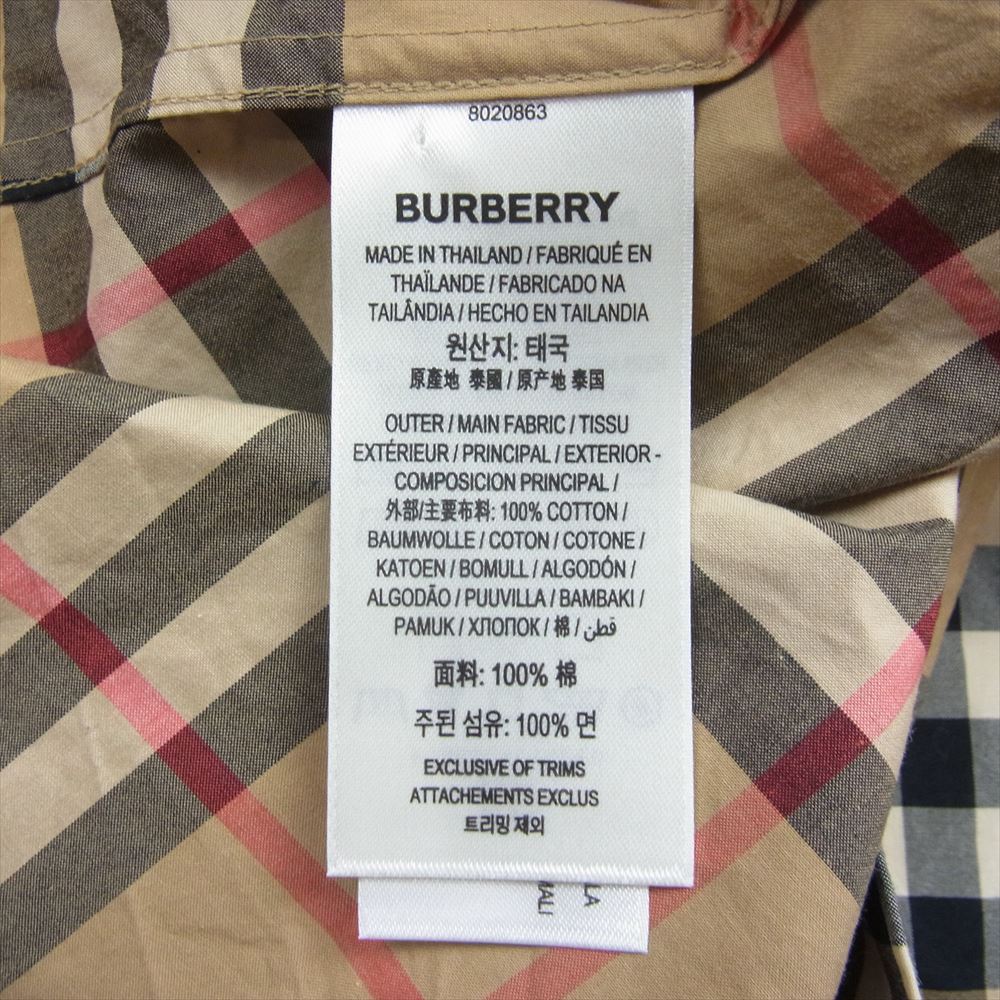 8020863
BURBERRY
MADE IN THAILAND / FABRIQUÉ EN
THAÏLANDE / FABRICADO NA
TAILÂNDIA / HECHO EN TAILANDIA
원산지: 태국
原產地 泰國 / 原产地 泰国
OUTER / MAIN FABRIC / TISSU
EXTÉRIEUR / PRINCIPAL / EXTERIOR -
COMPOSICION PRINCIPAL /
外部/主要布料: 100% COTTON /
BAUMWOLLE / COTON / COTONE /
KATOEN / BOMULL / ALGODÓN /
ALGODÃO / PUUVILLA / BAMBAKI /
PAMUK / ХЛОПОК / 棉 / قطن
面料: 100% 棉
주된 섬유: 100% 면
EXCLUSIVE OF TRIMS
ATTACHEMENTS EXCLUS
트리밍 제외